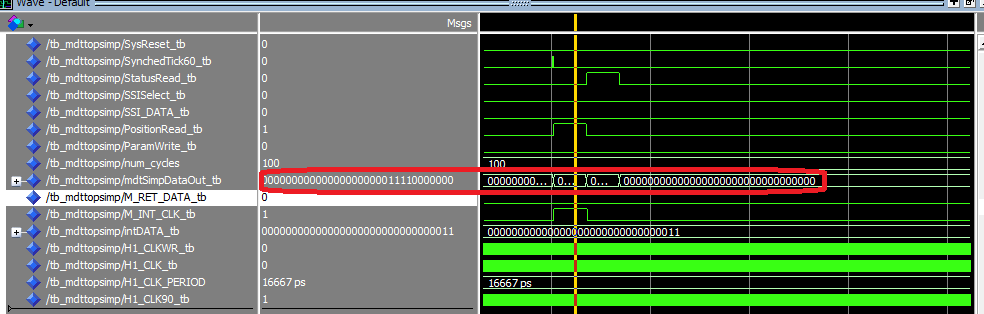 Wave - Default
Msgs
/tb_mdttopsimp/SysReset_tb 0
/tb_mdttopsimp/SynchedTick60_tb 0
/tb_mdttopsimp/StatusRead_tb 0
/tb_mdttopsimp/SSISelect_tb 0
/tb_mdttopsimp/SSI_DATA_tb 0
/tb_mdttopsimp/PositionRead_tb 1
/tb_mdttopsimp/ParamWrite_tb 0
/tb_mdttopsimp/num_cycles 100 100
/tb_mdttopsimp/mdtSimpDataOut_tb 00000000000000000000011110000000 00000000... 0... 0... 00000000000000000000000000000000
/tb_mdttopsimp/M_RET_DATA_tb 0
/tb_mdttopsimp/M_INT_CLK_tb 1
/tb_mdttopsimp/intDATA_tb 00000000000000000000000000000011 00000000000000000000000000000011
/tb_mdttopsimp/H1_CLKWR_tb 0
/tb_mdttopsimp/H1_CLK_tb 0
/tb_mdttopsimp/H1_CLK_PERIOD 16667 ps 16667 ps
/tb_mdttopsimp/H1_CLK90_tb 1